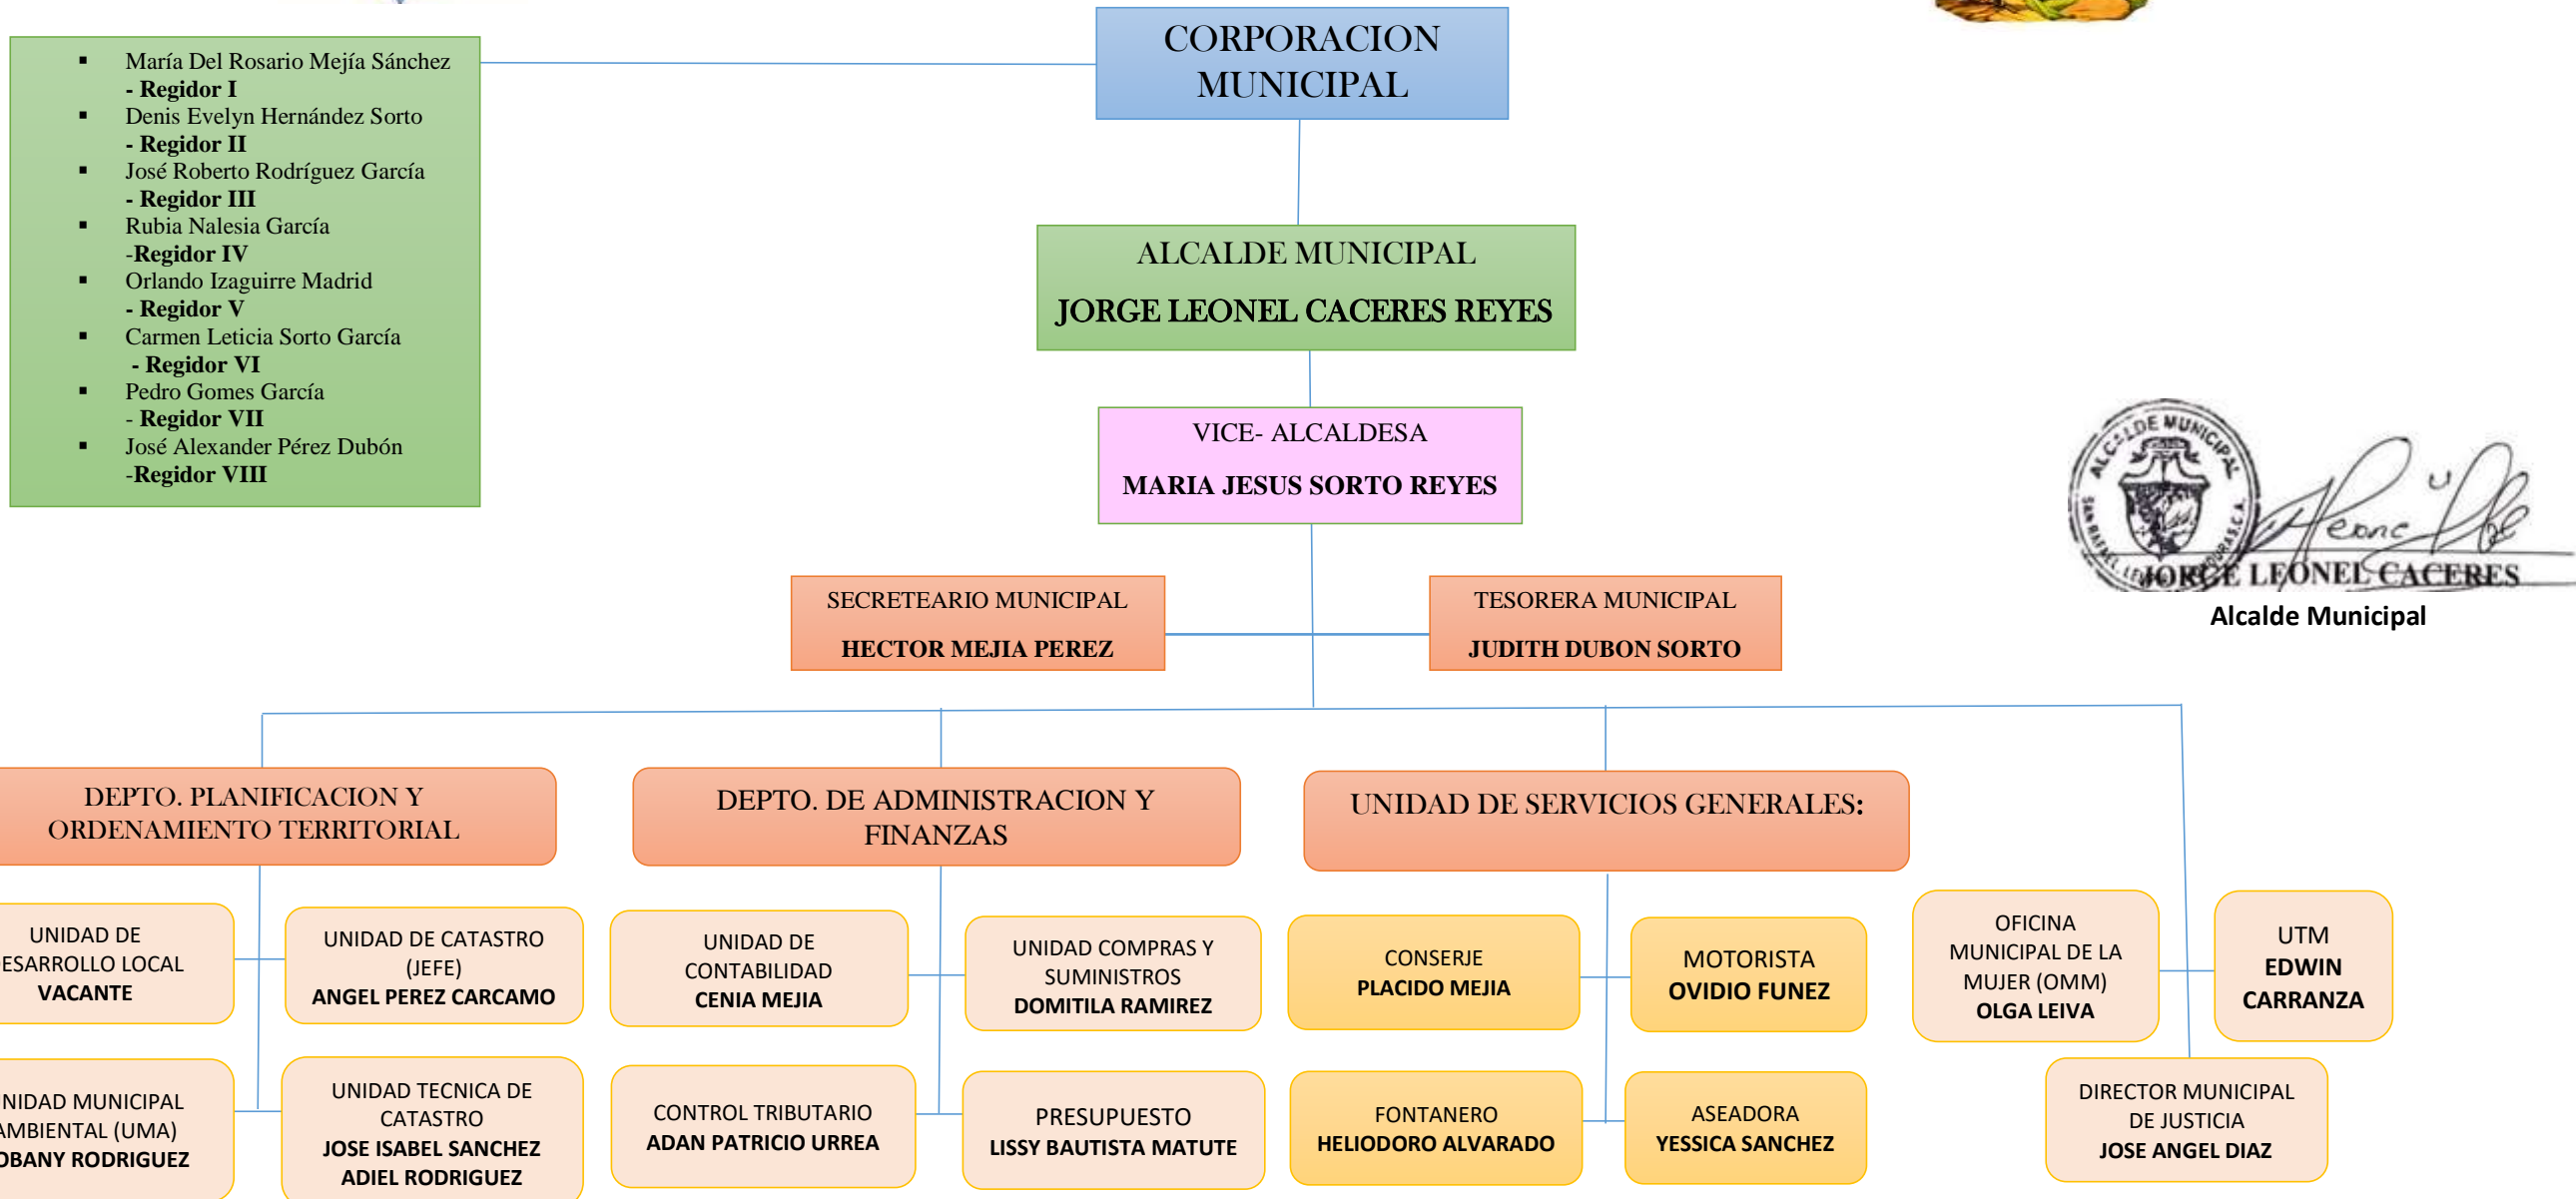 CORPORACION
MUNICIPAL
▪ María Del Rosario Mejía Sánchez
- Regidor I
▪ Denis Evelyn Hernández Sorto
- Regidor II
▪ José Roberto Rodríguez García
- Regidor III
▪ Rubia Nalesia García
-Regidor IV
▪ Orlando Izaguirre Madrid
- Regidor V
▪ Carmen Leticia Sorto García
- Regidor VI
▪ Pedro Gomes García
- Regidor VII
▪ José Alexander Pérez Dubón
-Regidor VIII
ALCALDE MUNICIPAL
JORGE LEONEL CACERES REYES
VICE- ALCALDESA
MARIA JESUS SORTO REYES
ALCALDE MUNICIPAL
SAN RAFAEL,
JORGE LEONEL CACERES
Alcalde Municipal
SECRETEARIO MUNICIPAL
HECTOR MEJIA PEREZ
TESORERA MUNICIPAL
JUDITH DUBON SORTO
DEPTO. PLANIFICACION Y
ORDENAMIENTO TERRITORIAL
DEPTO. DE ADMINISTRACION Y
FINANZAS
UNIDAD DE SERVICIOS GENERALES:
UNIDAD DE
ESARROLLO LOCAL
VACANTE
UNIDAD DE CATASTRO
(JEFE)
ANGEL PEREZ CARCAMO
UNIDAD DE
CONTABILIDAD
CENIA MEJIA
UNIDAD COMPRAS Y
SUMINISTROS
DOMITILA RAMIREZ
CONSERJE
PLACIDO MEJIA
MOTORISTA
OVIDIO FUNEZ
OFICINA
MUNICIPAL DE LA
MUJER (OMM)
OLGA LEIVA
UTM
EDWIN
CARRANZA
NIDAD MUNICIPAL
AMBIENTAL (UMA)
OBANY RODRIGUEZ
UNIDAD TECNICA DE
CATASTRO
JOSE ISABEL SANCHEZ
ADIEL RODRIGUEZ
CONTROL TRIBUTARIO
ADAN PATRICIO URREA
PRESUPUESTO
LISSY BAUTISTA MATUTE
FONTANERO
HELIODORO ALVARADO
ASEADORA
YESSICA SANCHEZ
DIRECTOR MUNICIPAL
DE JUSTICIA
JOSE ANGEL DIAZ